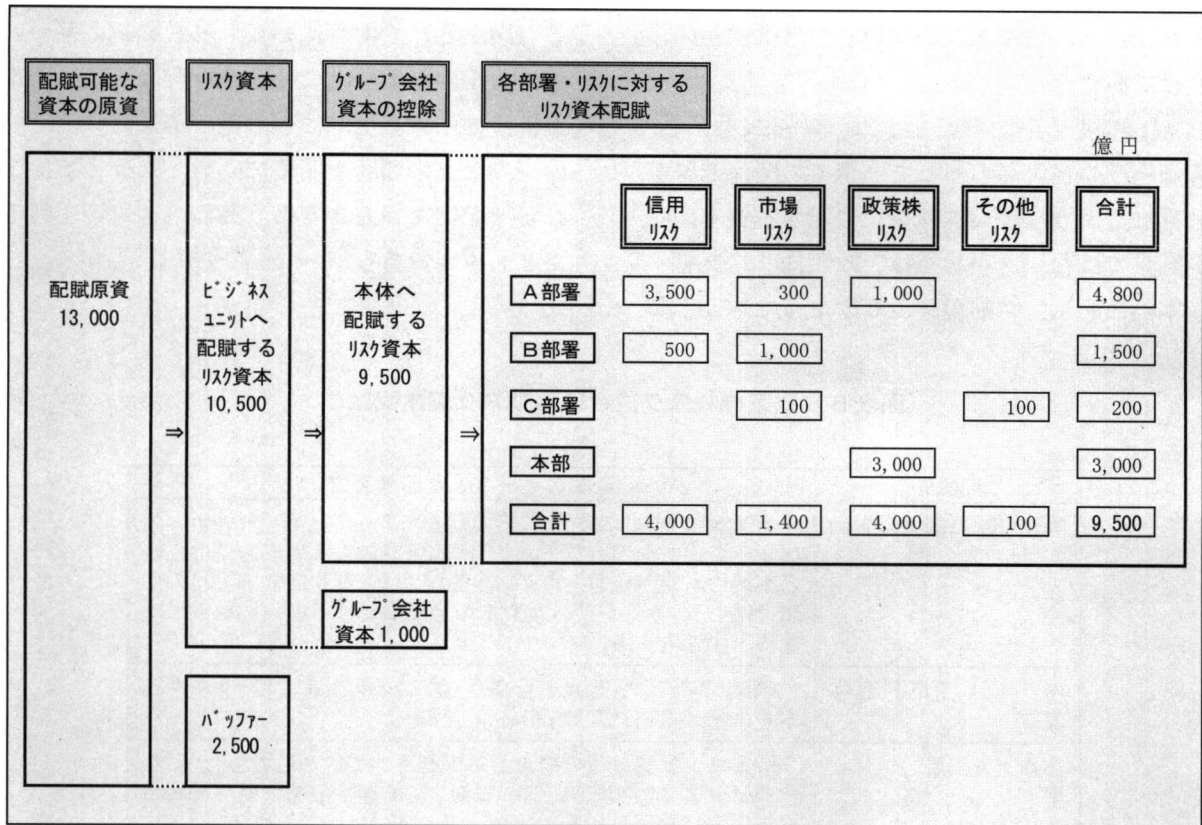 配賦可能な
資本の原資
リスク資本
ｸﾞﾙｰﾌﾟ会社
資本の控除
各部署・リスクに対する
リスク資本配賦
億円
配賦原資
13,000
⇒
ﾋﾞｼﾞﾈｽ
ﾕﾆｯﾄへ
配賦する
リスク資本
10,500
⇒
本体へ
配賦する
リスク資本
9,500
⇒
信用
リスク
市場
リスク
政策株
リスク
その他
リスク
合計
A部署 3,500 300 1,000 4,800
B部署 500 1,000 1,500
C部署 100 100 200
本部 3,000 3,000
合計 4,000 1,400 4,000 100 9,500
ｸﾞﾙｰﾌﾟ会社
資本1,000
ﾊﾞｯﾌｧｰ
2,500